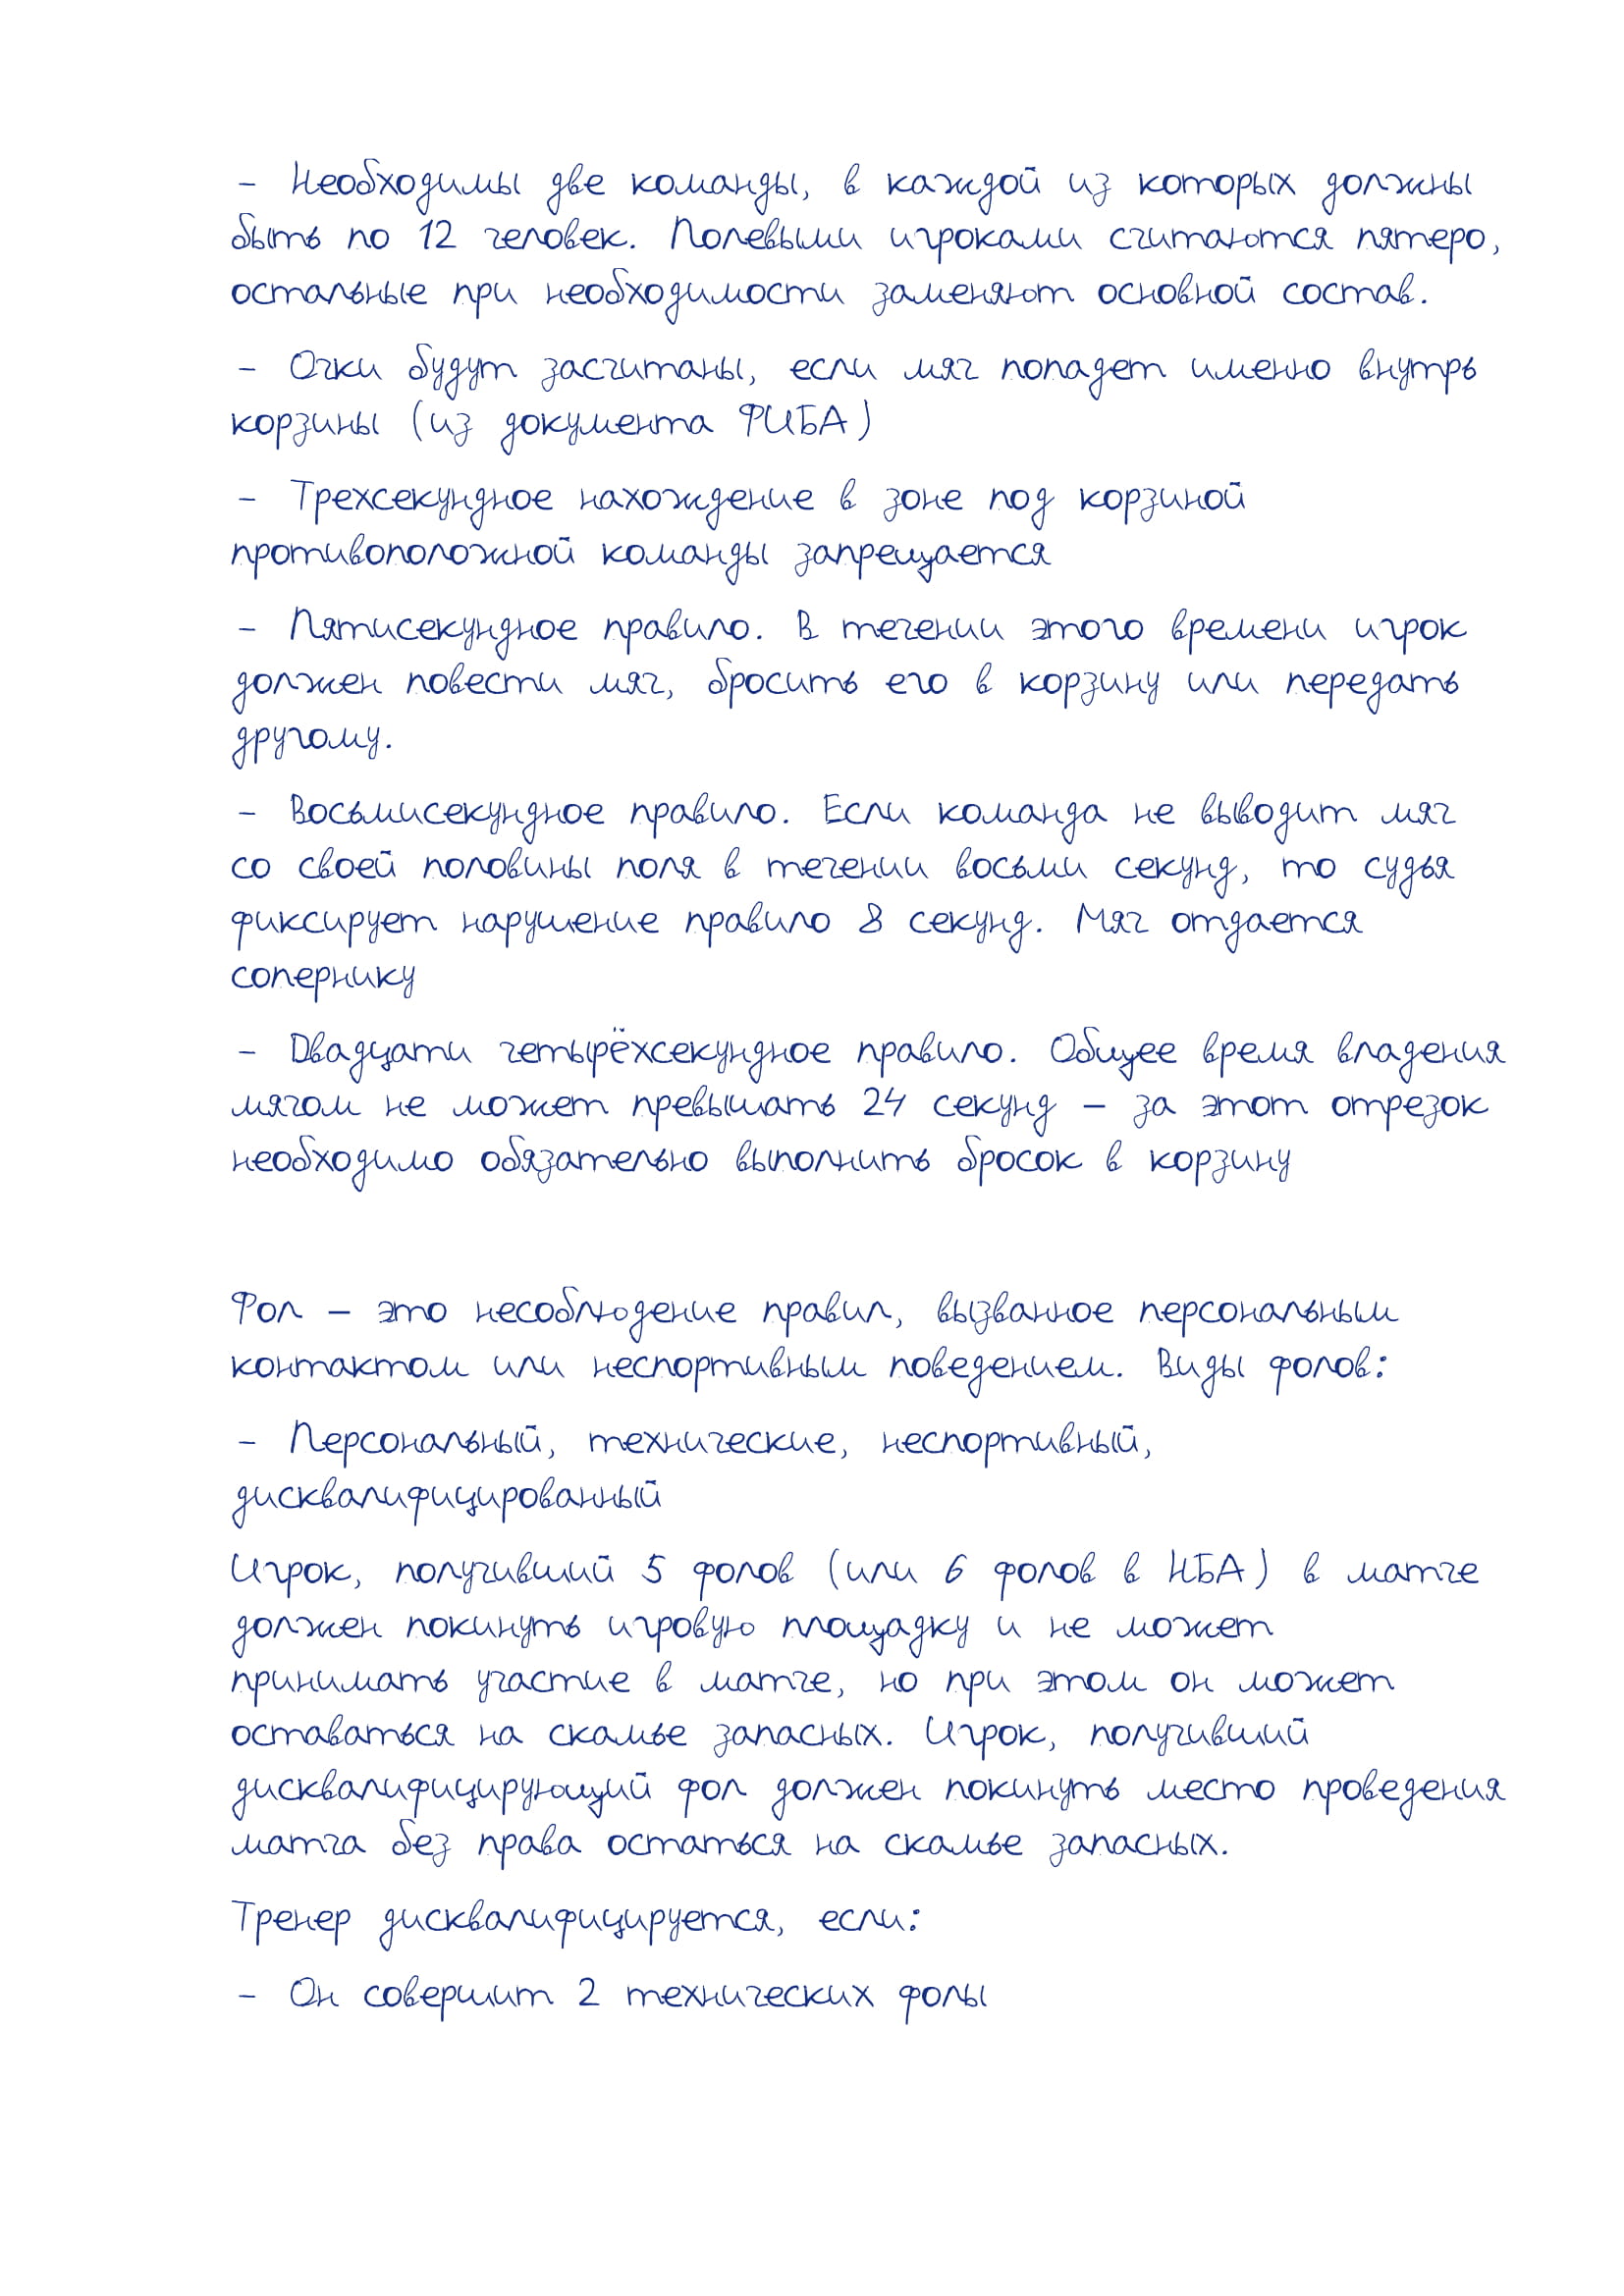 - Необходимы две команды, в каждой из которых должны
быть по 12 человек. Полевыми игроками считаются пятеро,
остальные при необходимости заменяют основной состав.
- Очки будут засчитаны, если мяч попадет именно внутрь
корзины (из документа ФИБА)
- Трехсекундное нахождение в зоне под корзиной
противоположной команды запрещается
- Пятисекундное правило. В течении этого времени игрок
должен повести мяч, бросить его в корзину или передать
другому.
- Восьмисекундное правило. Если команда не выводит мяч
со своей половины поля в течении восьми секунд, то судья
фиксирует нарушение правило 8 секунд. Мяч отдается
сопернику
- Двадцати четырёхсекундное правило. Общее время владения
мячом не может превышать 24 секунд – за этот отрезок
необходимо обязательно выполнить бросок в корзину
Фол – это несоблюдение правил, вызванное персональным
контактом или неспортивным поведением. Виды фолов:
- Персональный, технические, неспортивный,
дисквалифицированный
Игрок, получивший 5 фолов (или 6 фолов в НБА) в матче
должен покинуть игровую площадку и не может
принимать участие в матче, но при этом он может
оставаться на скамье запасных. Игрок, получивший
дисквалифицирующий фол должен покинуть место проведения
матча без права остаться на скамье запасных.
Тренер дисквалифицируется, если:
- Он совершит 2 технических фолы